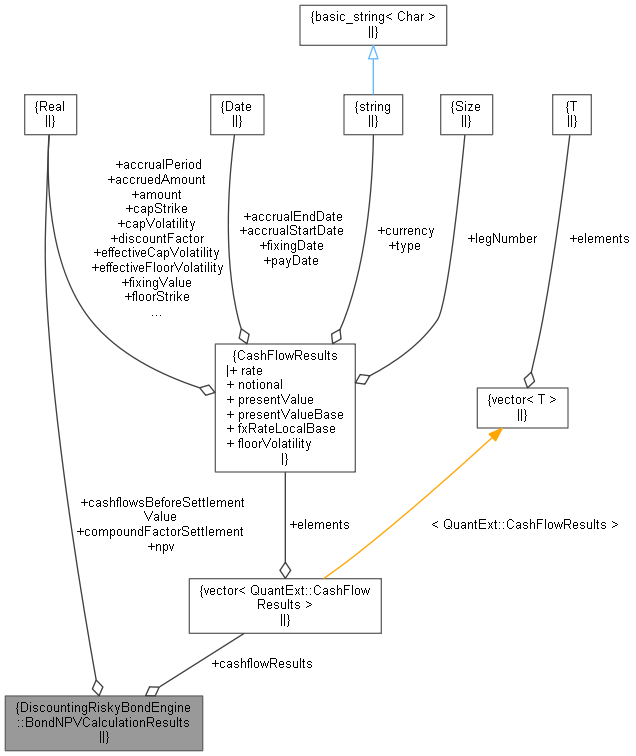 {basic_string< Char >
||}
{Real
||}
{Date
||}
{string
||}
{Size
||}
{T
||}
+accrualPeriod
+accruedAmount
+amount
+capStrike
+capVolatility
+discountFactor
+effectiveCapVolatility
+effectiveFloorVolatility
+fixingValue
+floorStrike
...
+accrualEndDate
+accrualStartDate
+fixingDate
+payDate
+currency
+type
+legNumber
+elements
{CashFlowResults
|+ rate
+ notional
+ presentValue
+ presentValueBase
+ fxRateLocalBase
+ floorVolatility
|}
{vector< T >
||}
+cashflowsBeforeSettlement
Value
+compoundFactorSettlement
+npv
+elements
< QuantExt::CashFlowResults >
{vector< QuantExt::CashFlow
Results >
||}
+cashflowResults
{DiscountingRiskyBondEngine
::BondNPVCalculationResults
||}